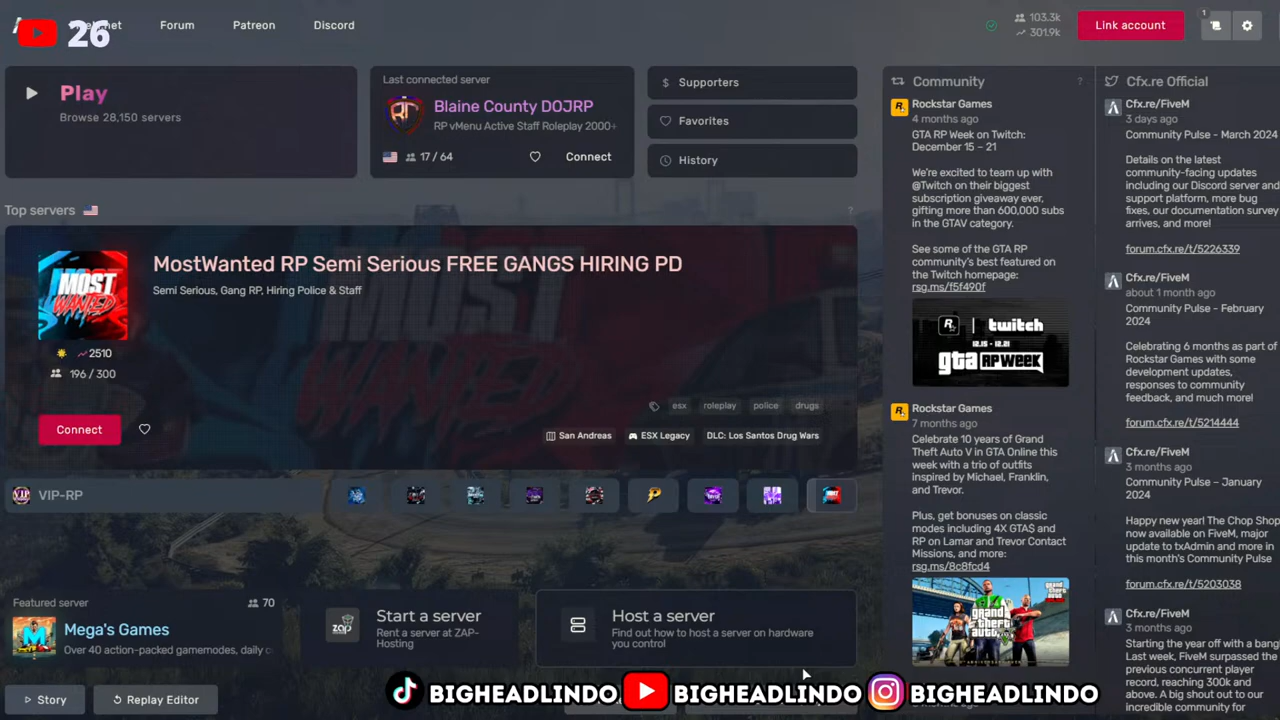 26
Forum
Patreon
Discord
103.3k
301.9k
Link account
1
Play
Browse 28,150 servers
Last connected server
Blaine County DOJRP
RP vMenu Active Staff Roleplay 2000+
17 / 64
Connect
Supporters
Favorites
History
Top servers
?
MOST WANTED
MostWanted RP Semi Serious FREE GANGS HIRING PD
Semi Serious, Gang RP, Hiring Police & Staff
2510
196 / 300
Connect
esx
roleplay
police
drugs
San Andreas
ESX Legacy
DLC: Los Santos Drug Wars
VIP-RP
Featured server
70
Mega's Games
Over 40 action-packed gamemodes, daily c
ZAP
Start a server
Rent a server at ZAP-
Hosting
Host a server
Find out how to host a server on hardware
you control
Story
Replay Editor
Community
?
Rockstar Games
4 months ago
GTA RP Week on Twitch:
December 15 – 21
We're excited to team up with
@Twitch on their biggest
subscription giveaway ever,
gifting more than 600,000 subs
in the GTAV category.
See some of the GTA RP
community's best featured on
the Twitch homepage:
rsg.ms/f5f490f
R* | twitch
12.15 - 12.21
gta RP WEEK
Rockstar Games
7 months ago
Celebrate 10 years of Grand
Theft Auto V in GTA Online this
week with a trio of outfits
inspired by Michael, Franklin,
and Trevor.
Plus, get bonuses on classic
modes including 4X GTA$ and
RP on Lamar and Trevor Contact
Missions, and more:
rsg.ms/8c8fcd4
grand theft auto
Cfx.re Official
Cfx.re/FiveM
3 days ago
Community Pulse - March 2024
Details on the latest
community-facing updates
including our Discord server and
support platform, more bug
fixes, our documentation survey
arrives, and more!
forum.cfx.re/t/5226339
Cfx.re/FiveM
about 1 month ago
Community Pulse - February
2024
Celebrating 6 months as part of
Rockstar Games with some
development updates,
responses to community
feedback, and much more!
forum.cfx.re/t/5214444
Cfx.re/FiveM
3 months ago
Community Pulse – January
2024
Happy new year! The Chop Shop
now available on FiveM, major
update to txAdmin and more in
this month's Community Pulse
forum.cfx.re/t/5203038
Cfx.re/FiveM
3 months ago
Starting the year off with a bang!
Last week, FiveM surpassed the
previous concurrent player
record, reaching 300k and
above. A big shout out to our
incredible community for
BIGHEADLINDO
BIGHEADLINDO
BIGHEADLINDO